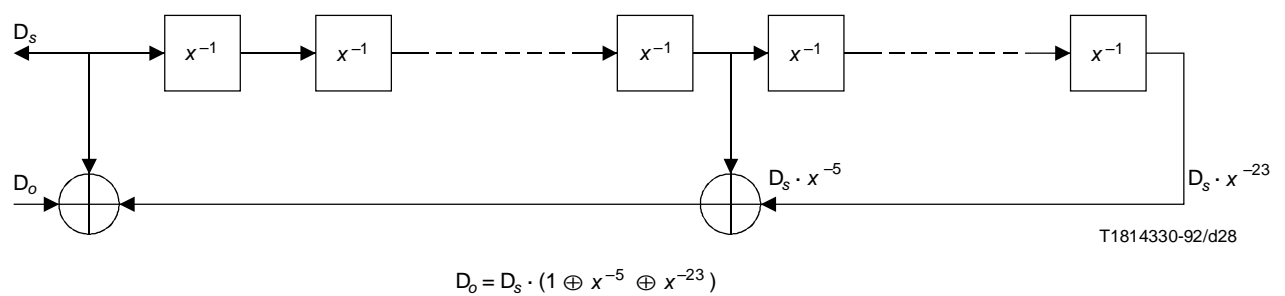 Dₛ
x⁻¹ x⁻¹ x⁻¹ x⁻¹ x⁻¹
Dₒ
Dₛ · x⁻⁵
Dₛ · x⁻²³
T1814330-92/d28
Dₒ = Dₛ · (1 ⊕ x⁻⁵ ⊕ x⁻²³)